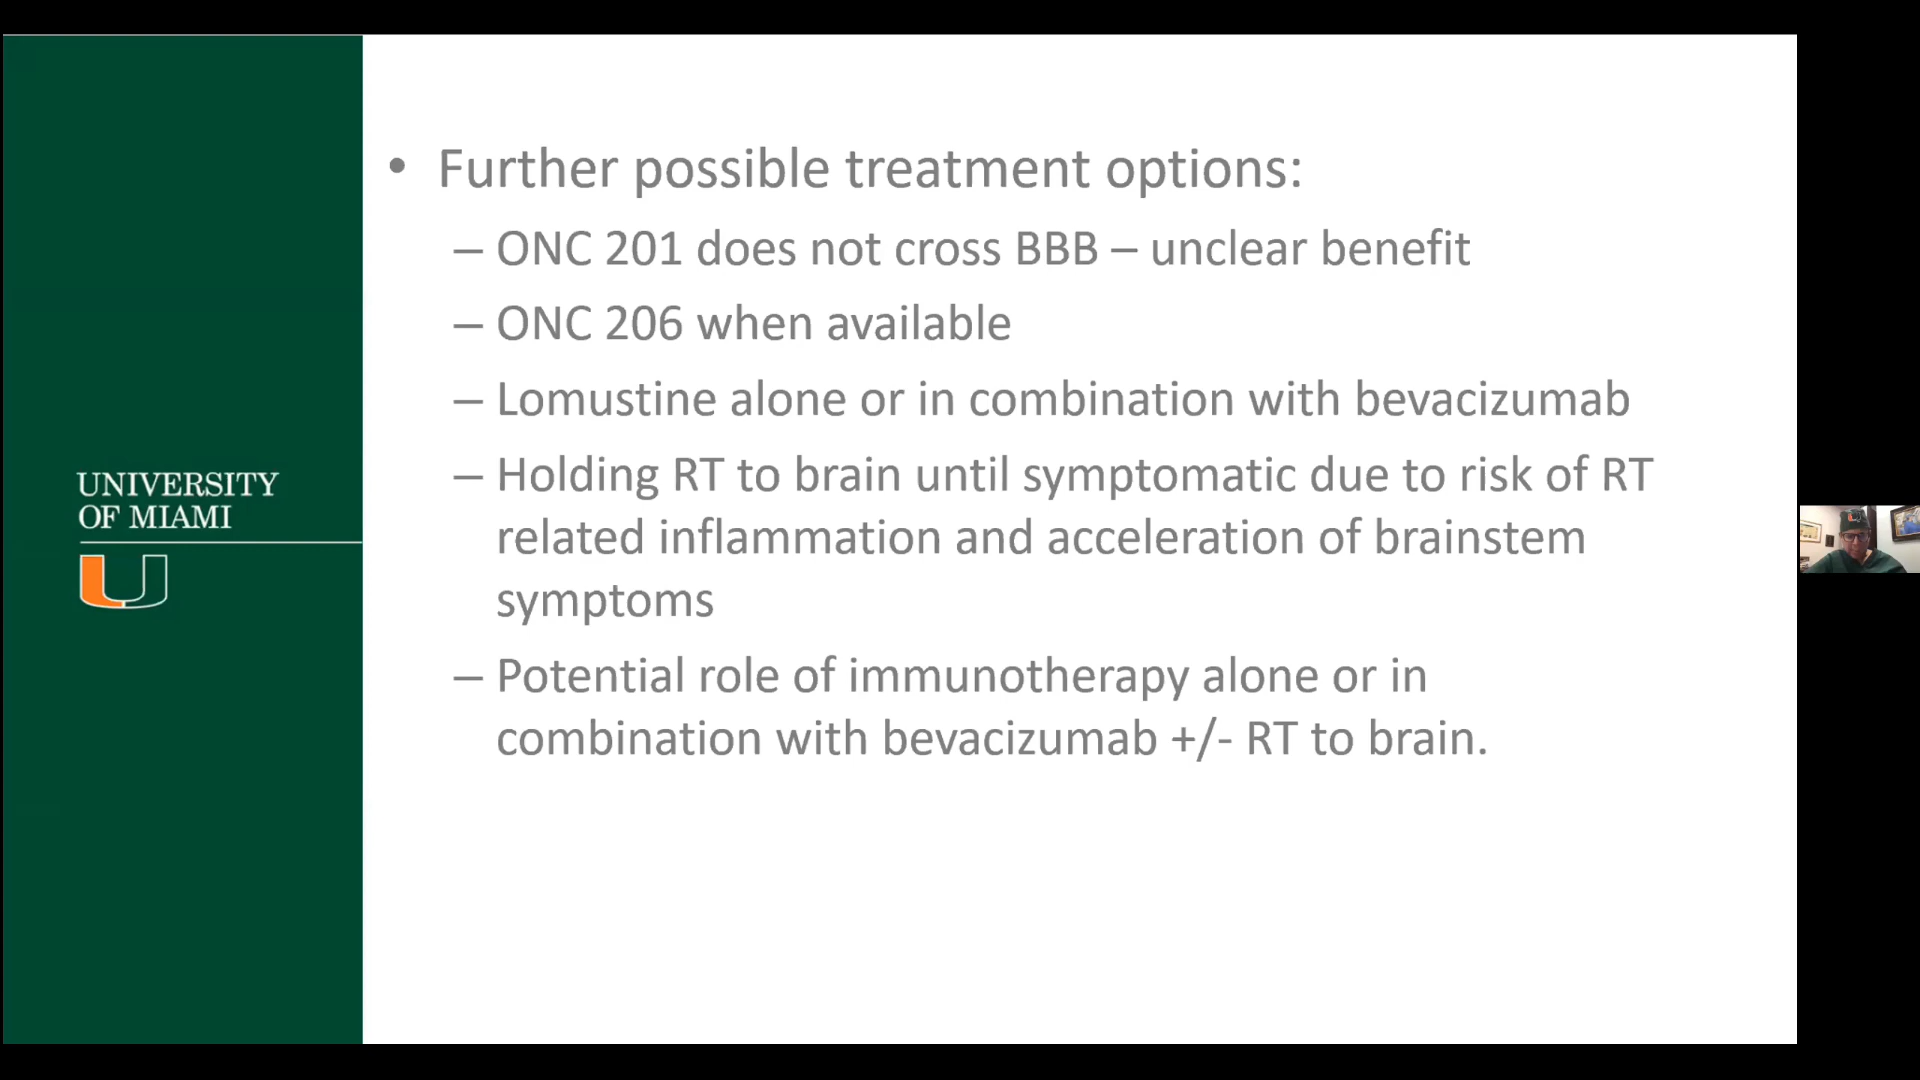 • Further possible treatment options:
– ONC 201 does not cross BBB – unclear benefit
– ONC 206 when available
– Lomustine alone or in combination with bevacizumab
– Holding RT to brain until symptomatic due to risk of RT
related inflammation and acceleration of brainstem
symptoms
– Potential role of immunotherapy alone or in
combination with bevacizumab +/- RT to brain.
UNIVERSITY
OF MIAMI